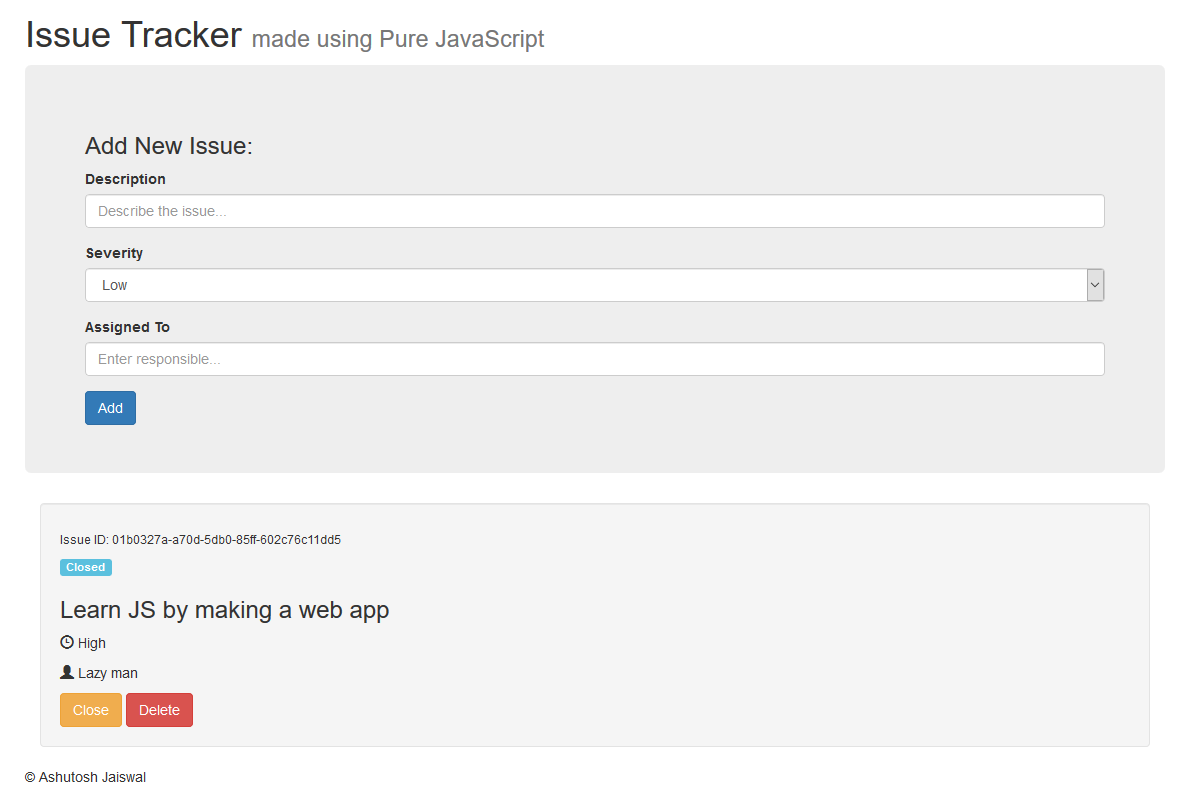 Issue Tracker made using Pure JavaScript
Add New Issue:
Description
Describe the issue...
Severity
Low
Assigned To
Enter responsible...
Add
Issue ID: 01b0327a-a70d-5db0-85ff-602c76c11dd5
Closed
Learn JS by making a web app
High
Lazy man
Close Delete
© Ashutosh Jaiswal